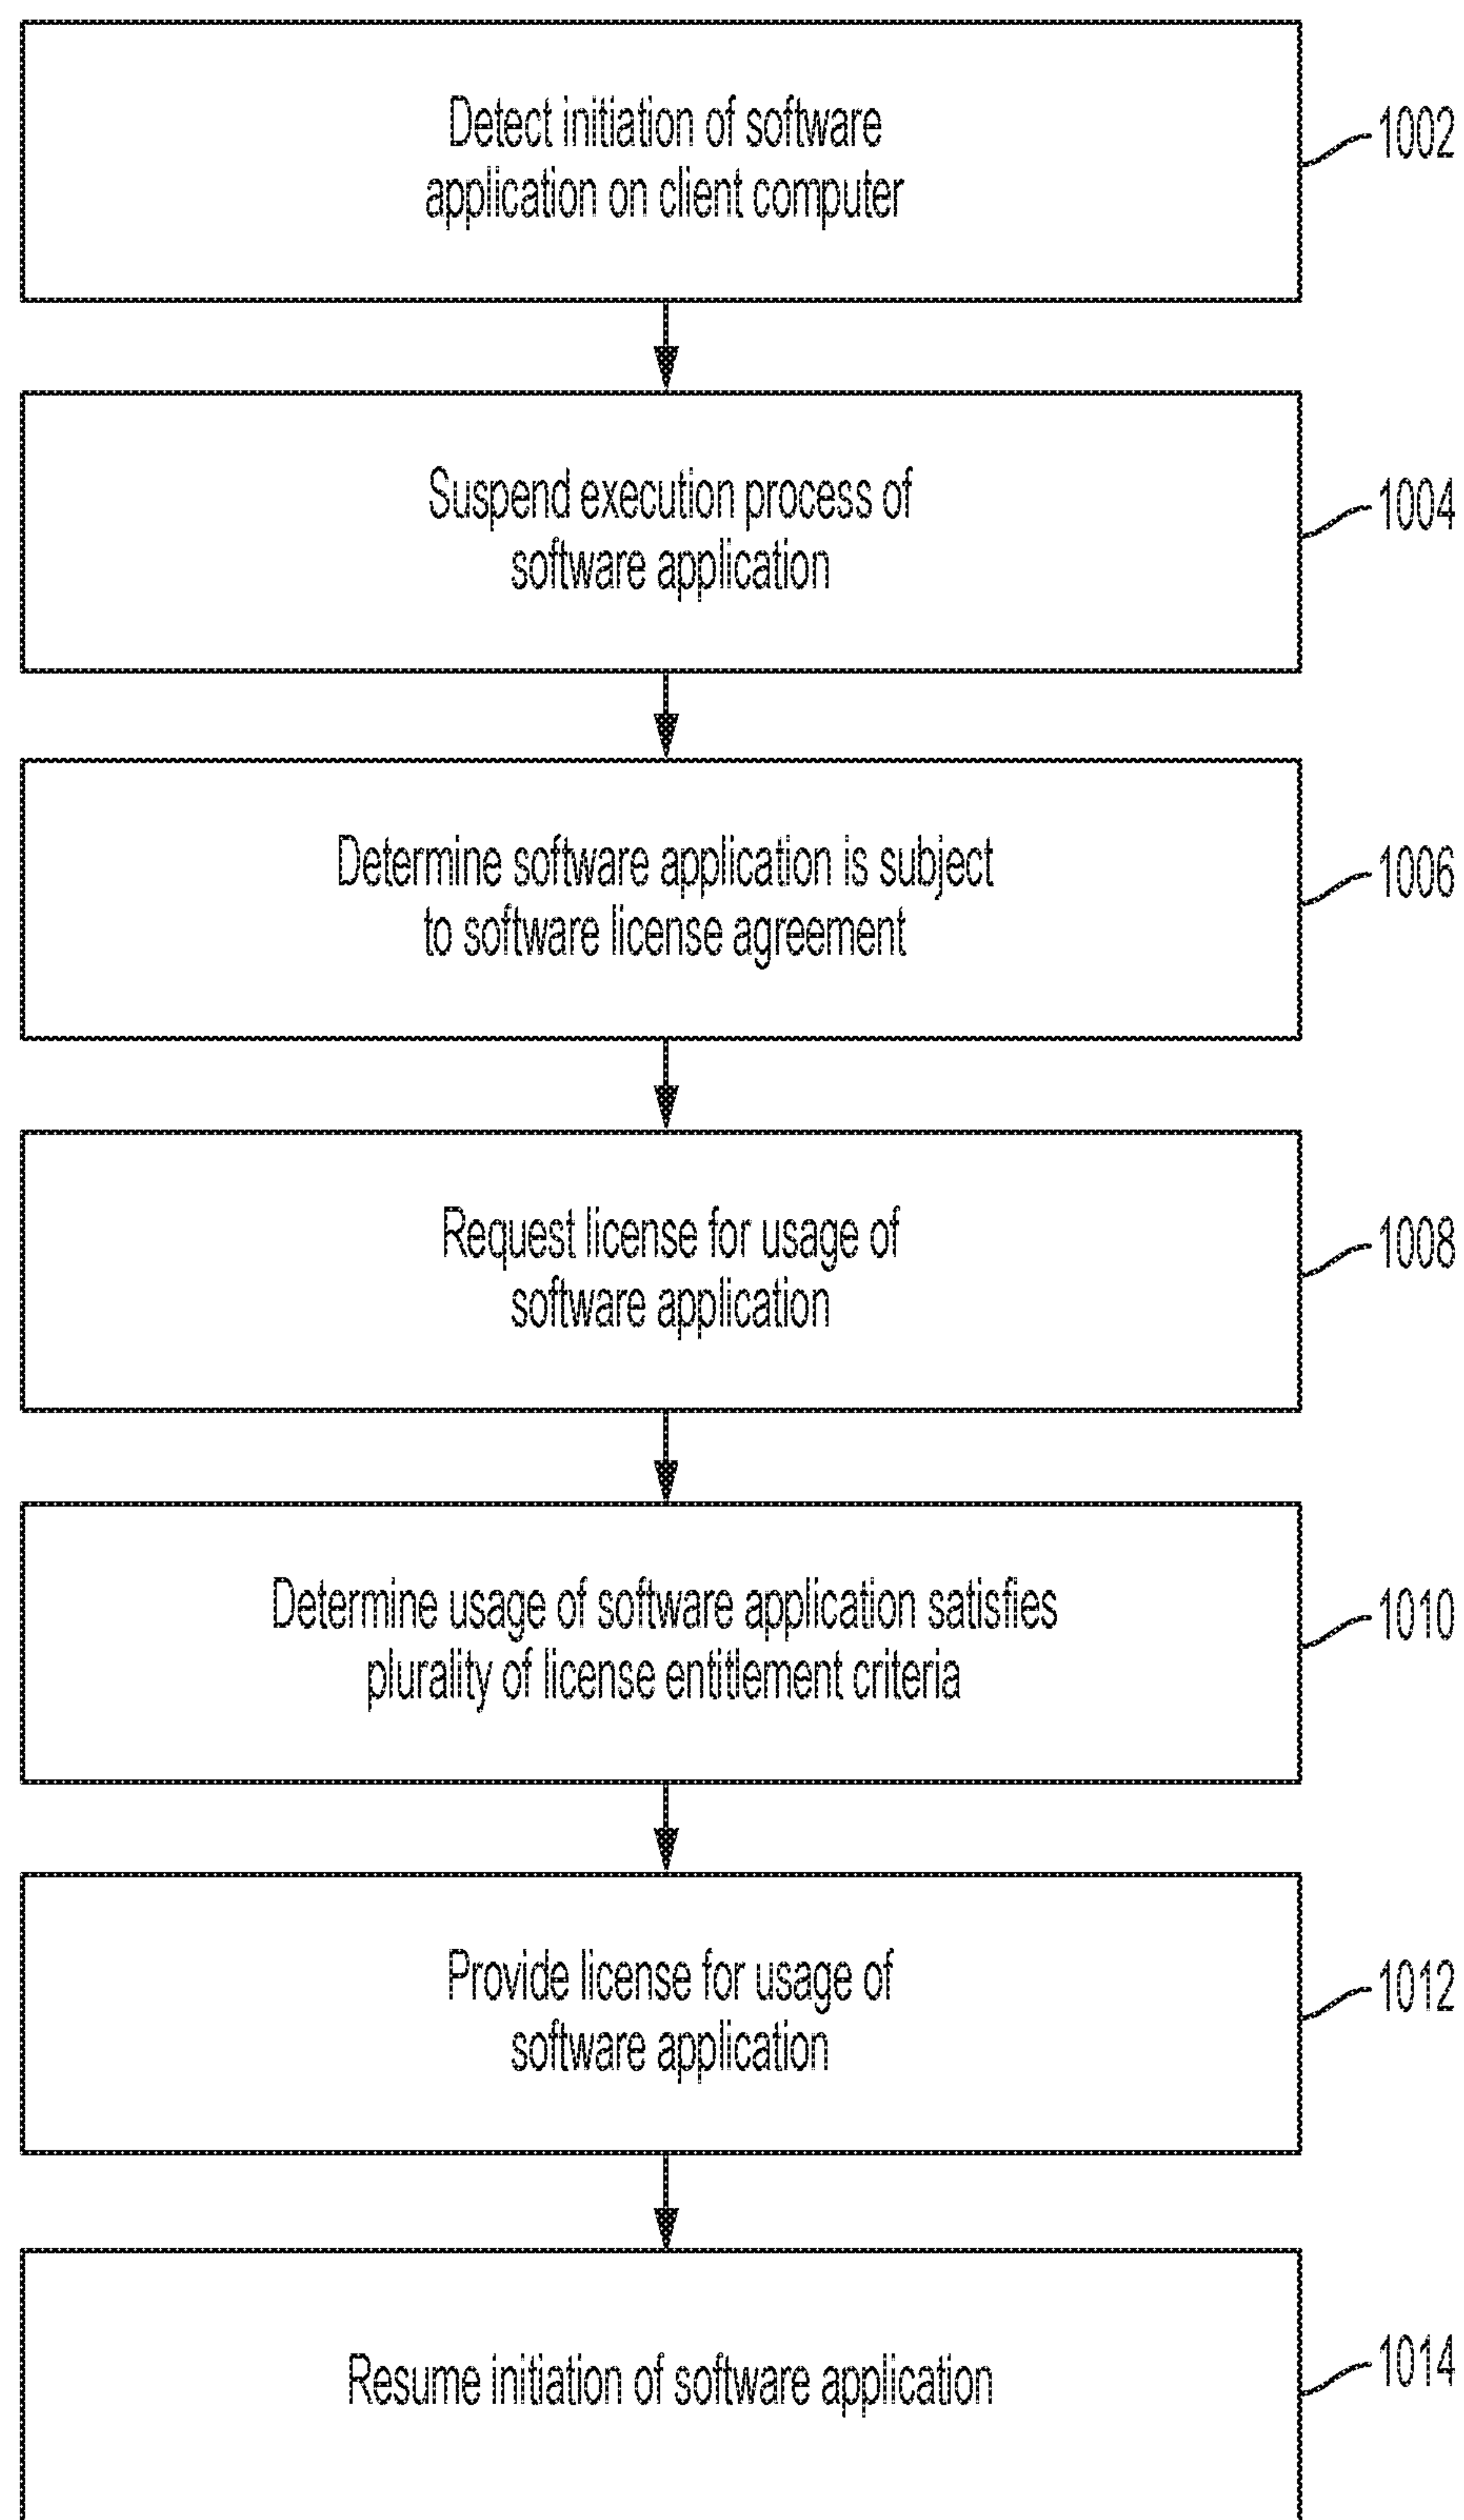 Detect initiation of software
application on client computer
1002
Suspend execution process of
software application
1004
Determine software application is subject
to software license agreement
1006
Request license for usage of
software application
1008
Determine usage of software application satisfies
plurality of license entitlement criteria
1010
Provide license for usage of
software application
1012
Resume initiation of software application
1014